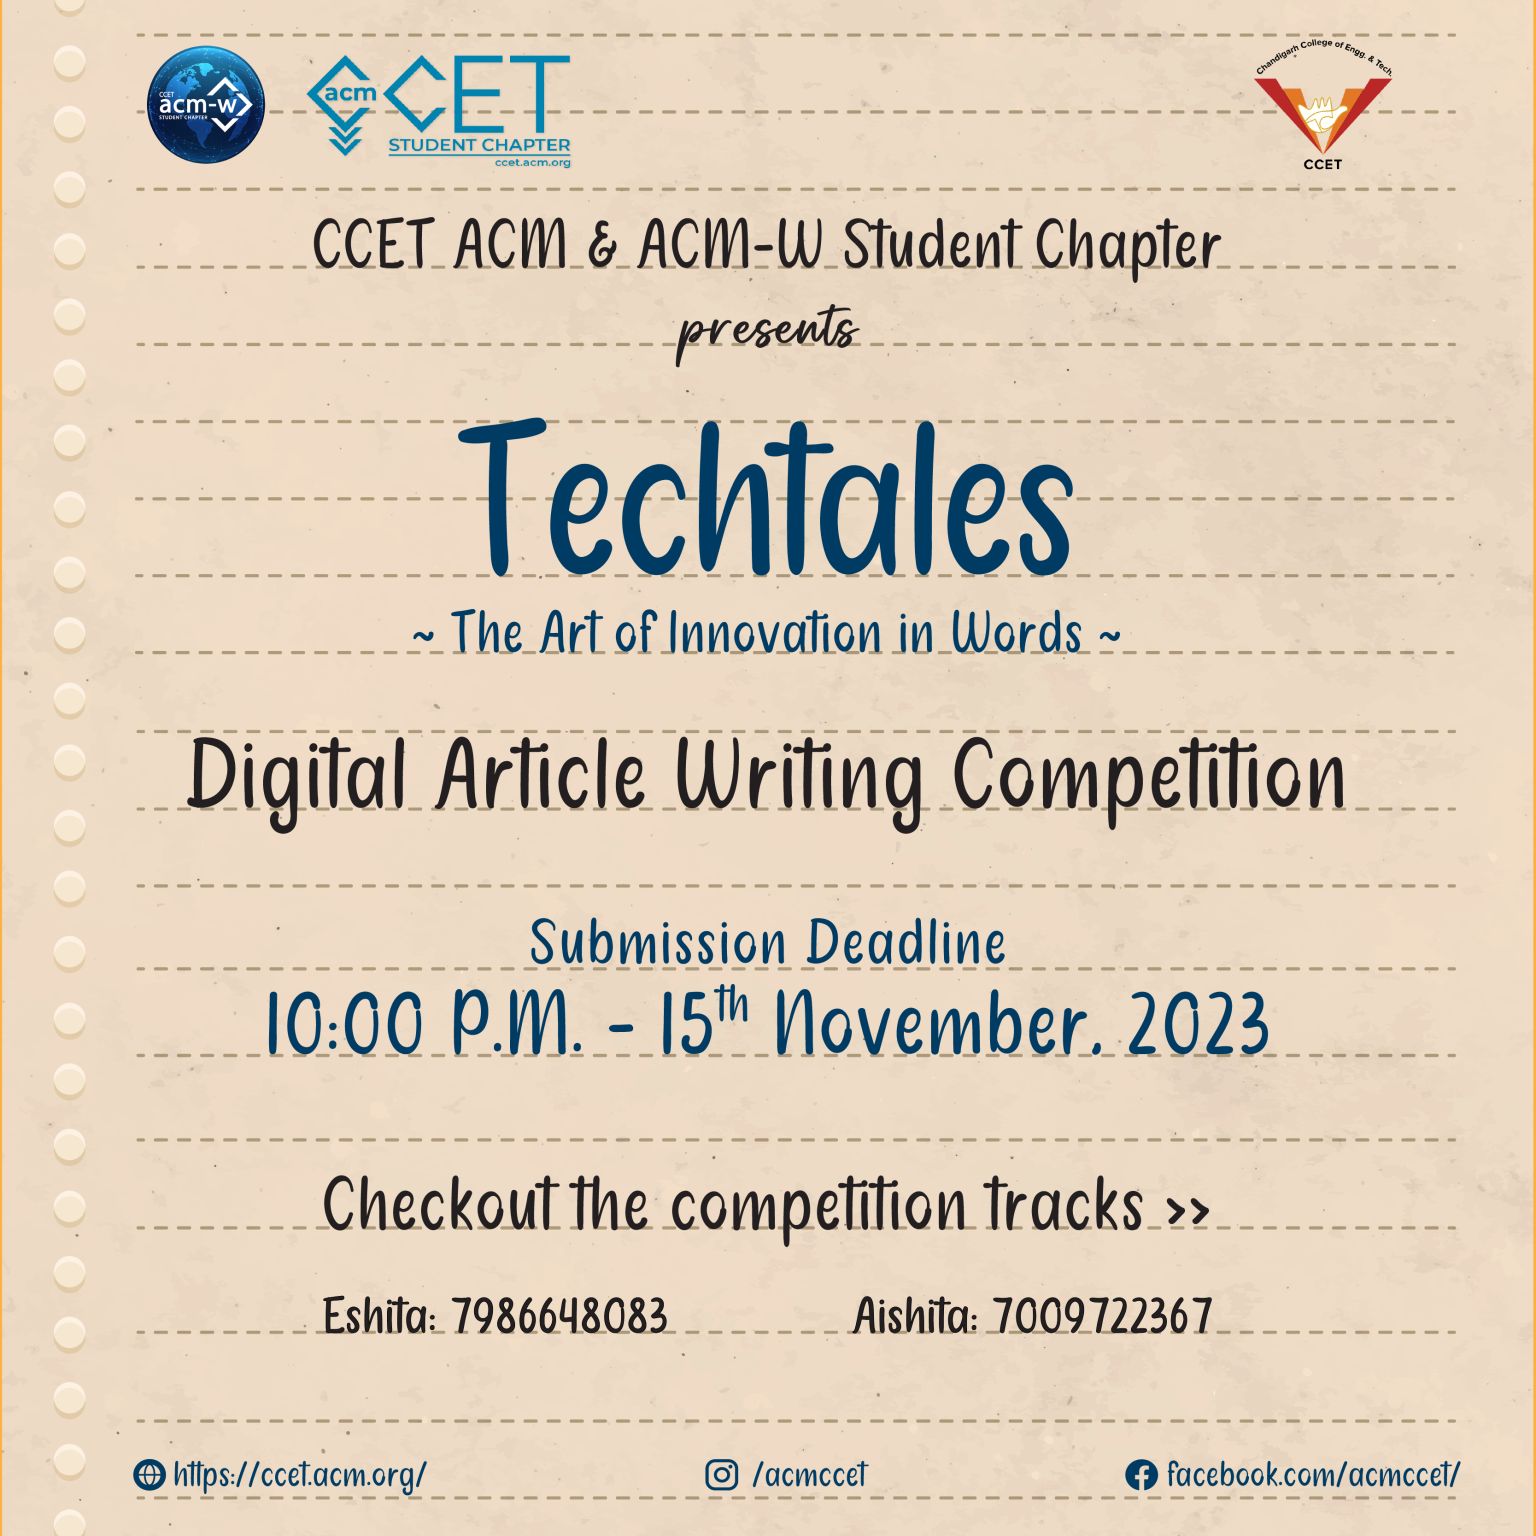 CCET
acm-w
STUDENT CHAPTER
acm CCET
STUDENT CHAPTER
ccet.acm.org
Chandigarh College of Engg. & Tech.
CCET
CCET ACM & ACM-W Student Chapter
presents
Techtales
~ The Art of Innovation in Words ~
Digital Article Writing Competition
Submission Deadline
10:00 P.M. - 15th November, 2023
Checkout the competition tracks >>
Eshita: 7986648083 Aishita: 7009722367
https://ccet.acm.org/ /acmccet facebook.com/acmccet/